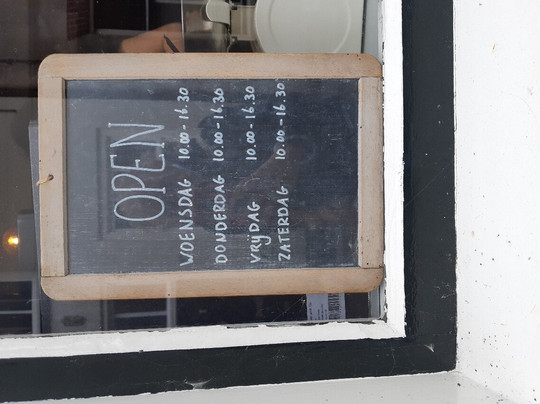 OPEN
WOENSDAG 10.00-16.30
DONDERDAG 10.00-16.30
VRIJDAG 10.00-16.30
ZATERDAG 10.00-16.30